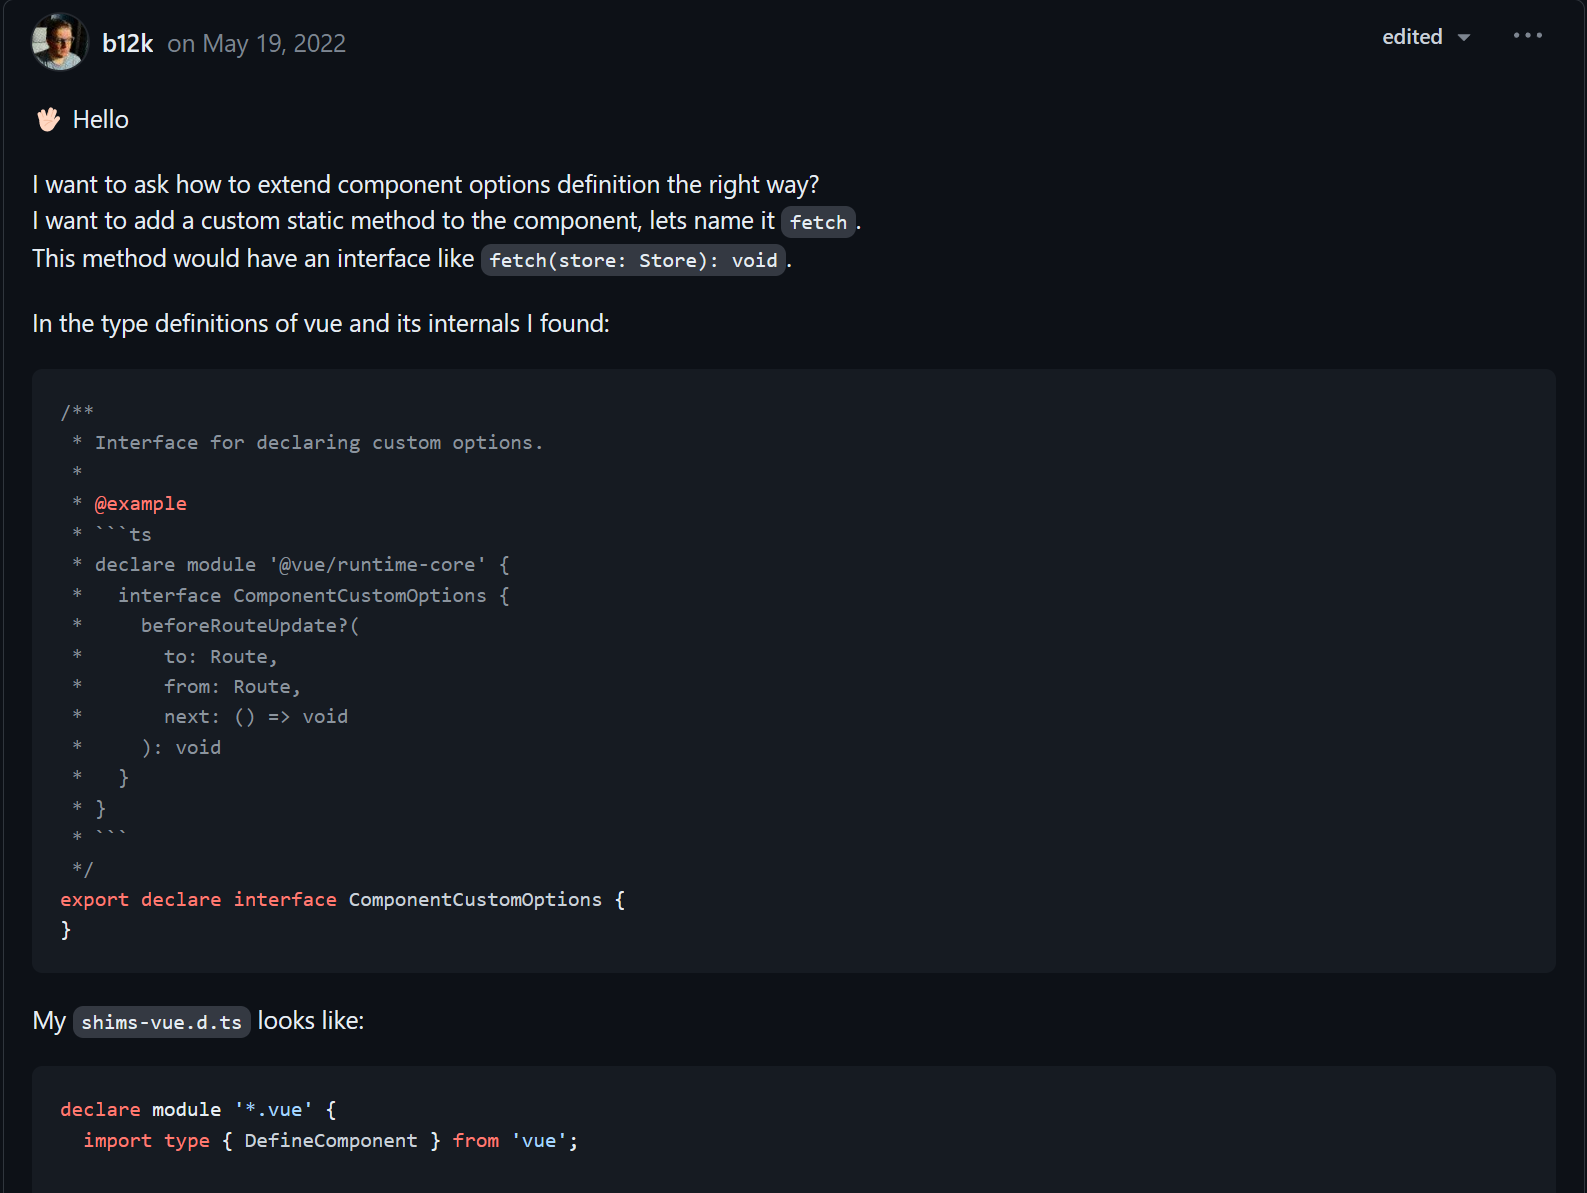 b12k on May 19, 2022
edited
Hello
I want to ask how to extend component options definition the right way?
I want to add a custom static method to the component, lets name it fetch.
This method would have an interface like fetch(store: Store): void.
In the type definitions of vue and its internals I found:
/**
 * Interface for declaring custom options.
 *
 * @example
 * ```ts
 * declare module '@vue/runtime-core' {
 *   interface ComponentCustomOptions {
 *     beforeRouteUpdate?(
 *       to: Route,
 *       from: Route,
 *       next: () => void
 *     ): void
 *   }
 * }
 * ```
 */
export declare interface ComponentCustomOptions {
}
My shims-vue.d.ts looks like:
declare module '*.vue' {
  import type { DefineComponent } from 'vue';